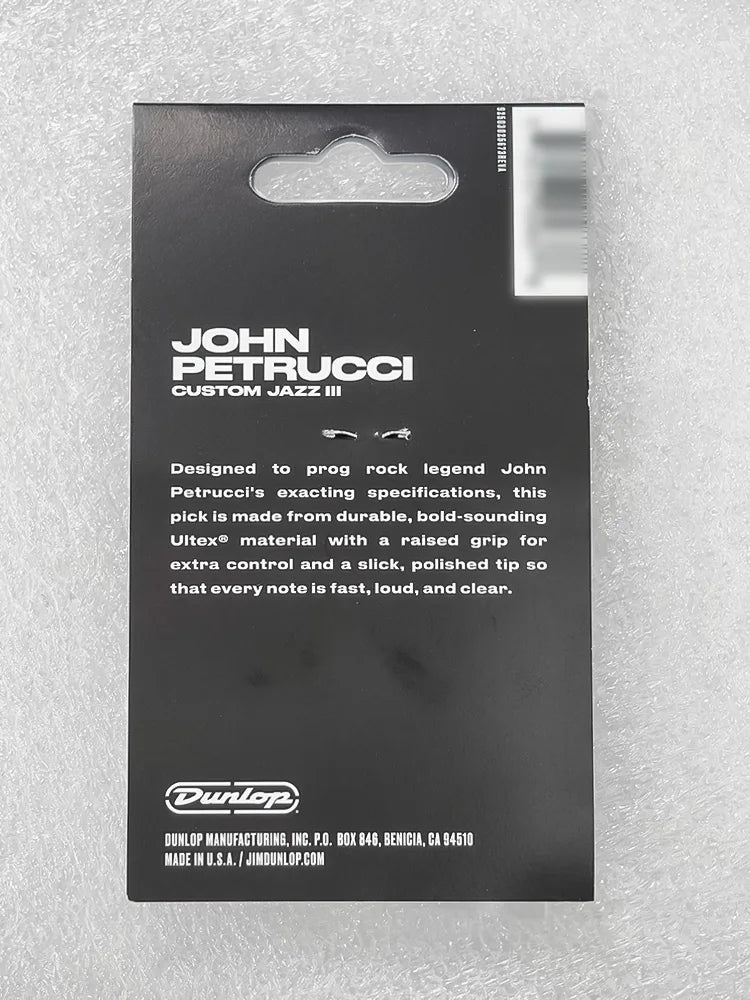 JOHN
PETRUCCI
CUSTOM JAZZ III
Designed to prog rock legend John
Petrucci's exacting specifications, this
pick is made from durable, bold-sounding
Ultex® material with a raised grip for
extra control and a slick, polished tip so
that every note is fast, loud, and clear.
Dunlop
DUNLOP MANUFACTURING, INC. P.O. BOX 846, BENICIA, CA 94510
MADE IN U.S.A. / JIMDUNLOP.COM